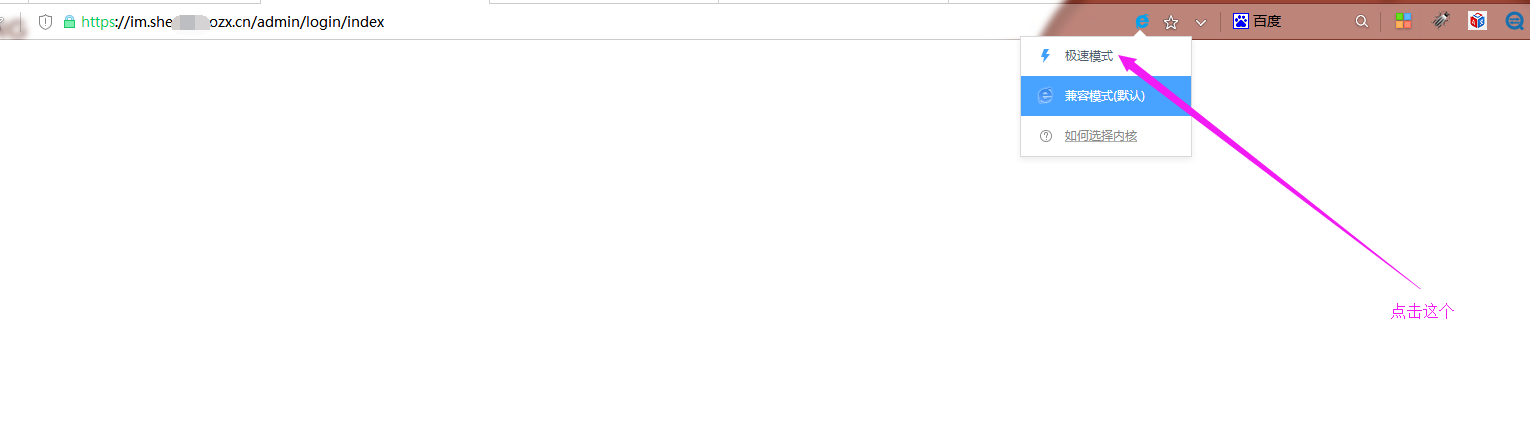 https://im.she ozx.cn/admin/login/index
百度
极速模式
兼容模式(默认)
如何选择内核
点击这个